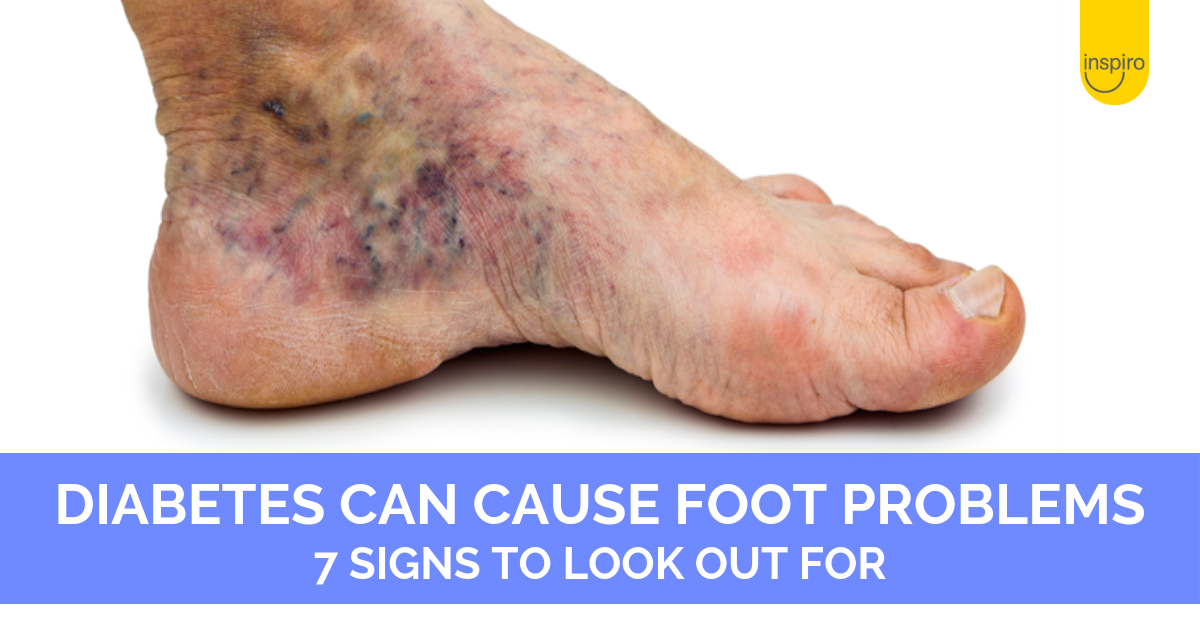 inspiro
DIABETES CAN CAUSE FOOT PROBLEMS
7 SIGNS TO LOOK OUT FOR